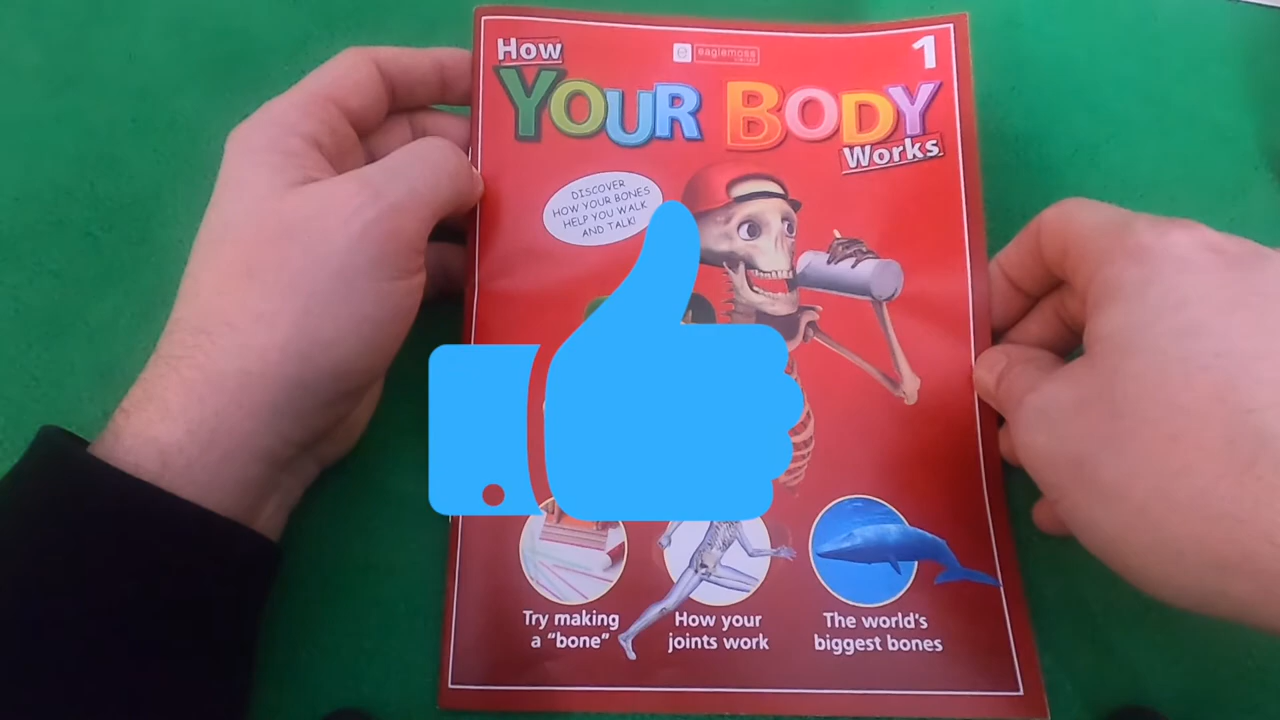 How
eaglemoss
1
YOUR BODY
Works
DISCOVER
HOW YOUR BONES
HELP YOU WALK
AND TALK!
Try making
a “bone”
How your
joints work
The world's
biggest bones